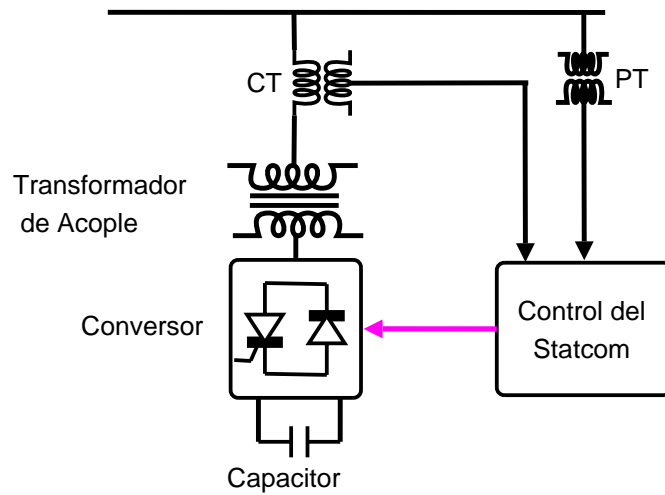 CT
PT
Transformador
de Acople
Conversor
Control del
Statcom
Capacitor